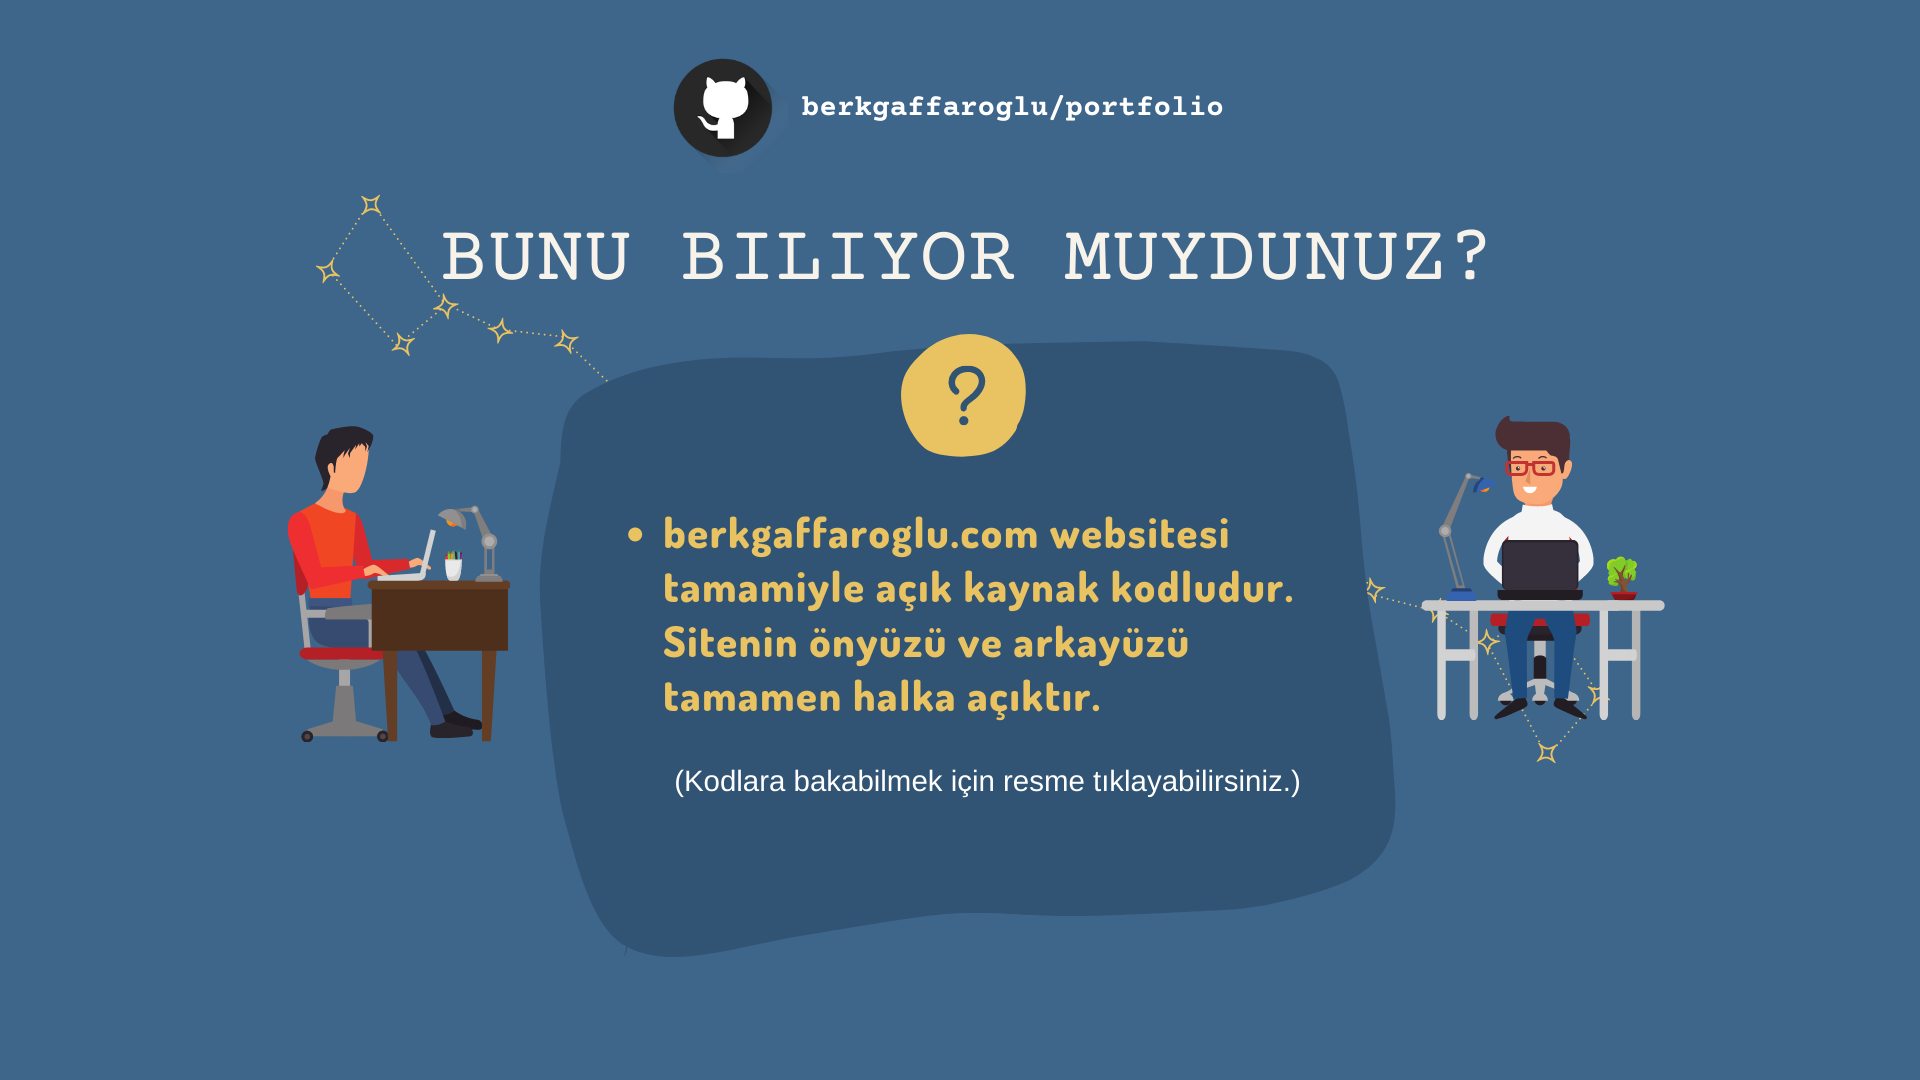 berkgaffaroglu/portfolio
BUNU BILIYOR MUYDUNUZ?
?
• berkgaffaroglu.com websitesi
tamamiyle açık kaynak kodludur.
Sitenin önyüzü ve arkayüzü
tamamen halka açıktır.
(Kodlara bakabilmek için resme tıklayabilirsiniz.)